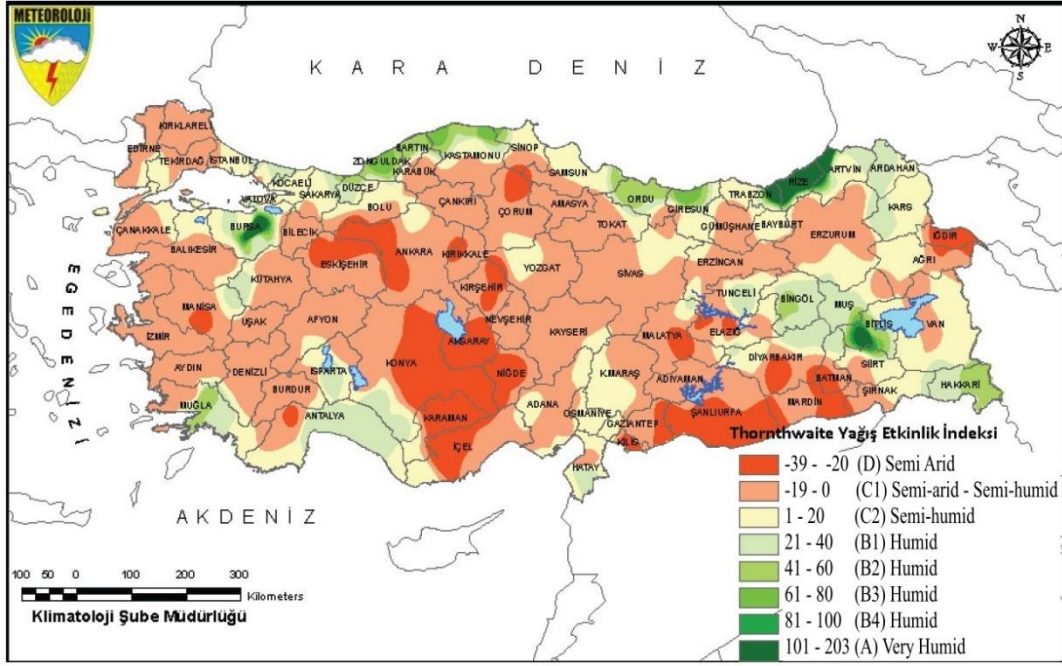 METEOROLOJİ
N
W E
S
KARA DENİZ
KIRKLARELİ
EDİRNE
TEKİRDAĞ
İSTANBUL
KOCAELİ
YALOVA
SAKARYA
DÜZCE
ZONGULDAK
BARTIN
KARABÜK
KASTAMONU
SİNOP
SAMSUN
ORDU
GİRESUN
TRABZON
RİZE
ARTVİN
ARDAHAN
KARS
ÇANAKKALE
BALIKESİR
BURSA
BİLECİK
BOLU
ÇANKIRI
ÇORUM
AMASYA
TOKAT
GÜMÜŞHANE
BAYBURT
ERZURUM
IĞDIR
AĞRI
KÜTAHYA
ESKİŞEHİR
ANKARA
KIRIKKALE
YOZGAT
SİVAS
ERZİNCAN
TUNCELİ
BİNGÖL
MUŞ
BİTLİS
VAN
MANİSA
UŞAK
AFYON
KIRŞEHİR
NEVŞEHİR
KAYSERİ
MALATYA
ELAZIĞ
DİYARBAKIR
SİİRT
HAKKARİ
İZMİR
AYDIN
DENİZLİ
ISPARTA
BURDUR
KONYA
AKSARAY
NİĞDE
K.MARAŞ
ADIYAMAN
BATMAN
MARDİN
ŞIRNAK
MUĞLA
ANTALYA
KARAMAN
İÇEL
ADANA
OSMANİYE
GAZİANTEP
KİLİS
ŞANLIURFA
HATAY
EGE DENİZİ
AKDENİZ
Thornthwaite Yağış Etkinlik İndeksi
-39 - -20 (D) Semi Arid
-19 - 0 (C1) Semi-arid - Semi-humid
1 - 20 (C2) Semi-humid
21 - 40 (B1) Humid
41 - 60 (B2) Humid
61 - 80 (B3) Humid
81 - 100 (B4) Humid
101 - 203 (A) Very Humid
100 50 0 100 200 300
Kilometers
Klimatoloji Şube Müdürlüğü